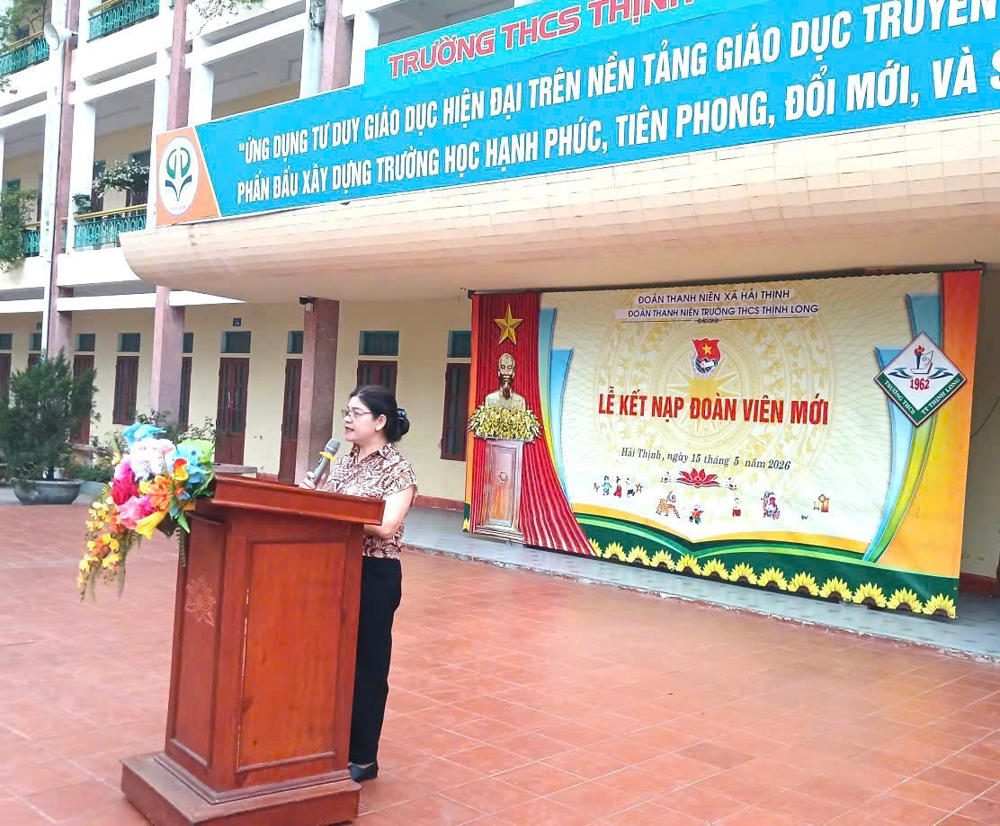 TRƯỜNG THCS THỊNH
"ỨNG DỤNG TƯ DUY GIÁO DỤC HIỆN ĐẠI TRÊN NỀN TẢNG GIÁO DỤC TRUYỀN
PHẤN ĐẤU XÂY DỰNG TRƯỜNG HỌC HẠNH PHÚC, TIÊN PHONG, ĐỔI MỚI, VÀ S
ĐOÀN THANH NIÊN XÃ HẢI THỊNH
ĐOÀN THANH NIÊN TRƯỜNG THCS THỊNH LONG
LỄ KẾT NẠP ĐOÀN VIÊN MỚI
Hải Thịnh, ngày 15 tháng 5 năm 2026
1962
TRƯỜNG THCS
TT THỊNH LONG